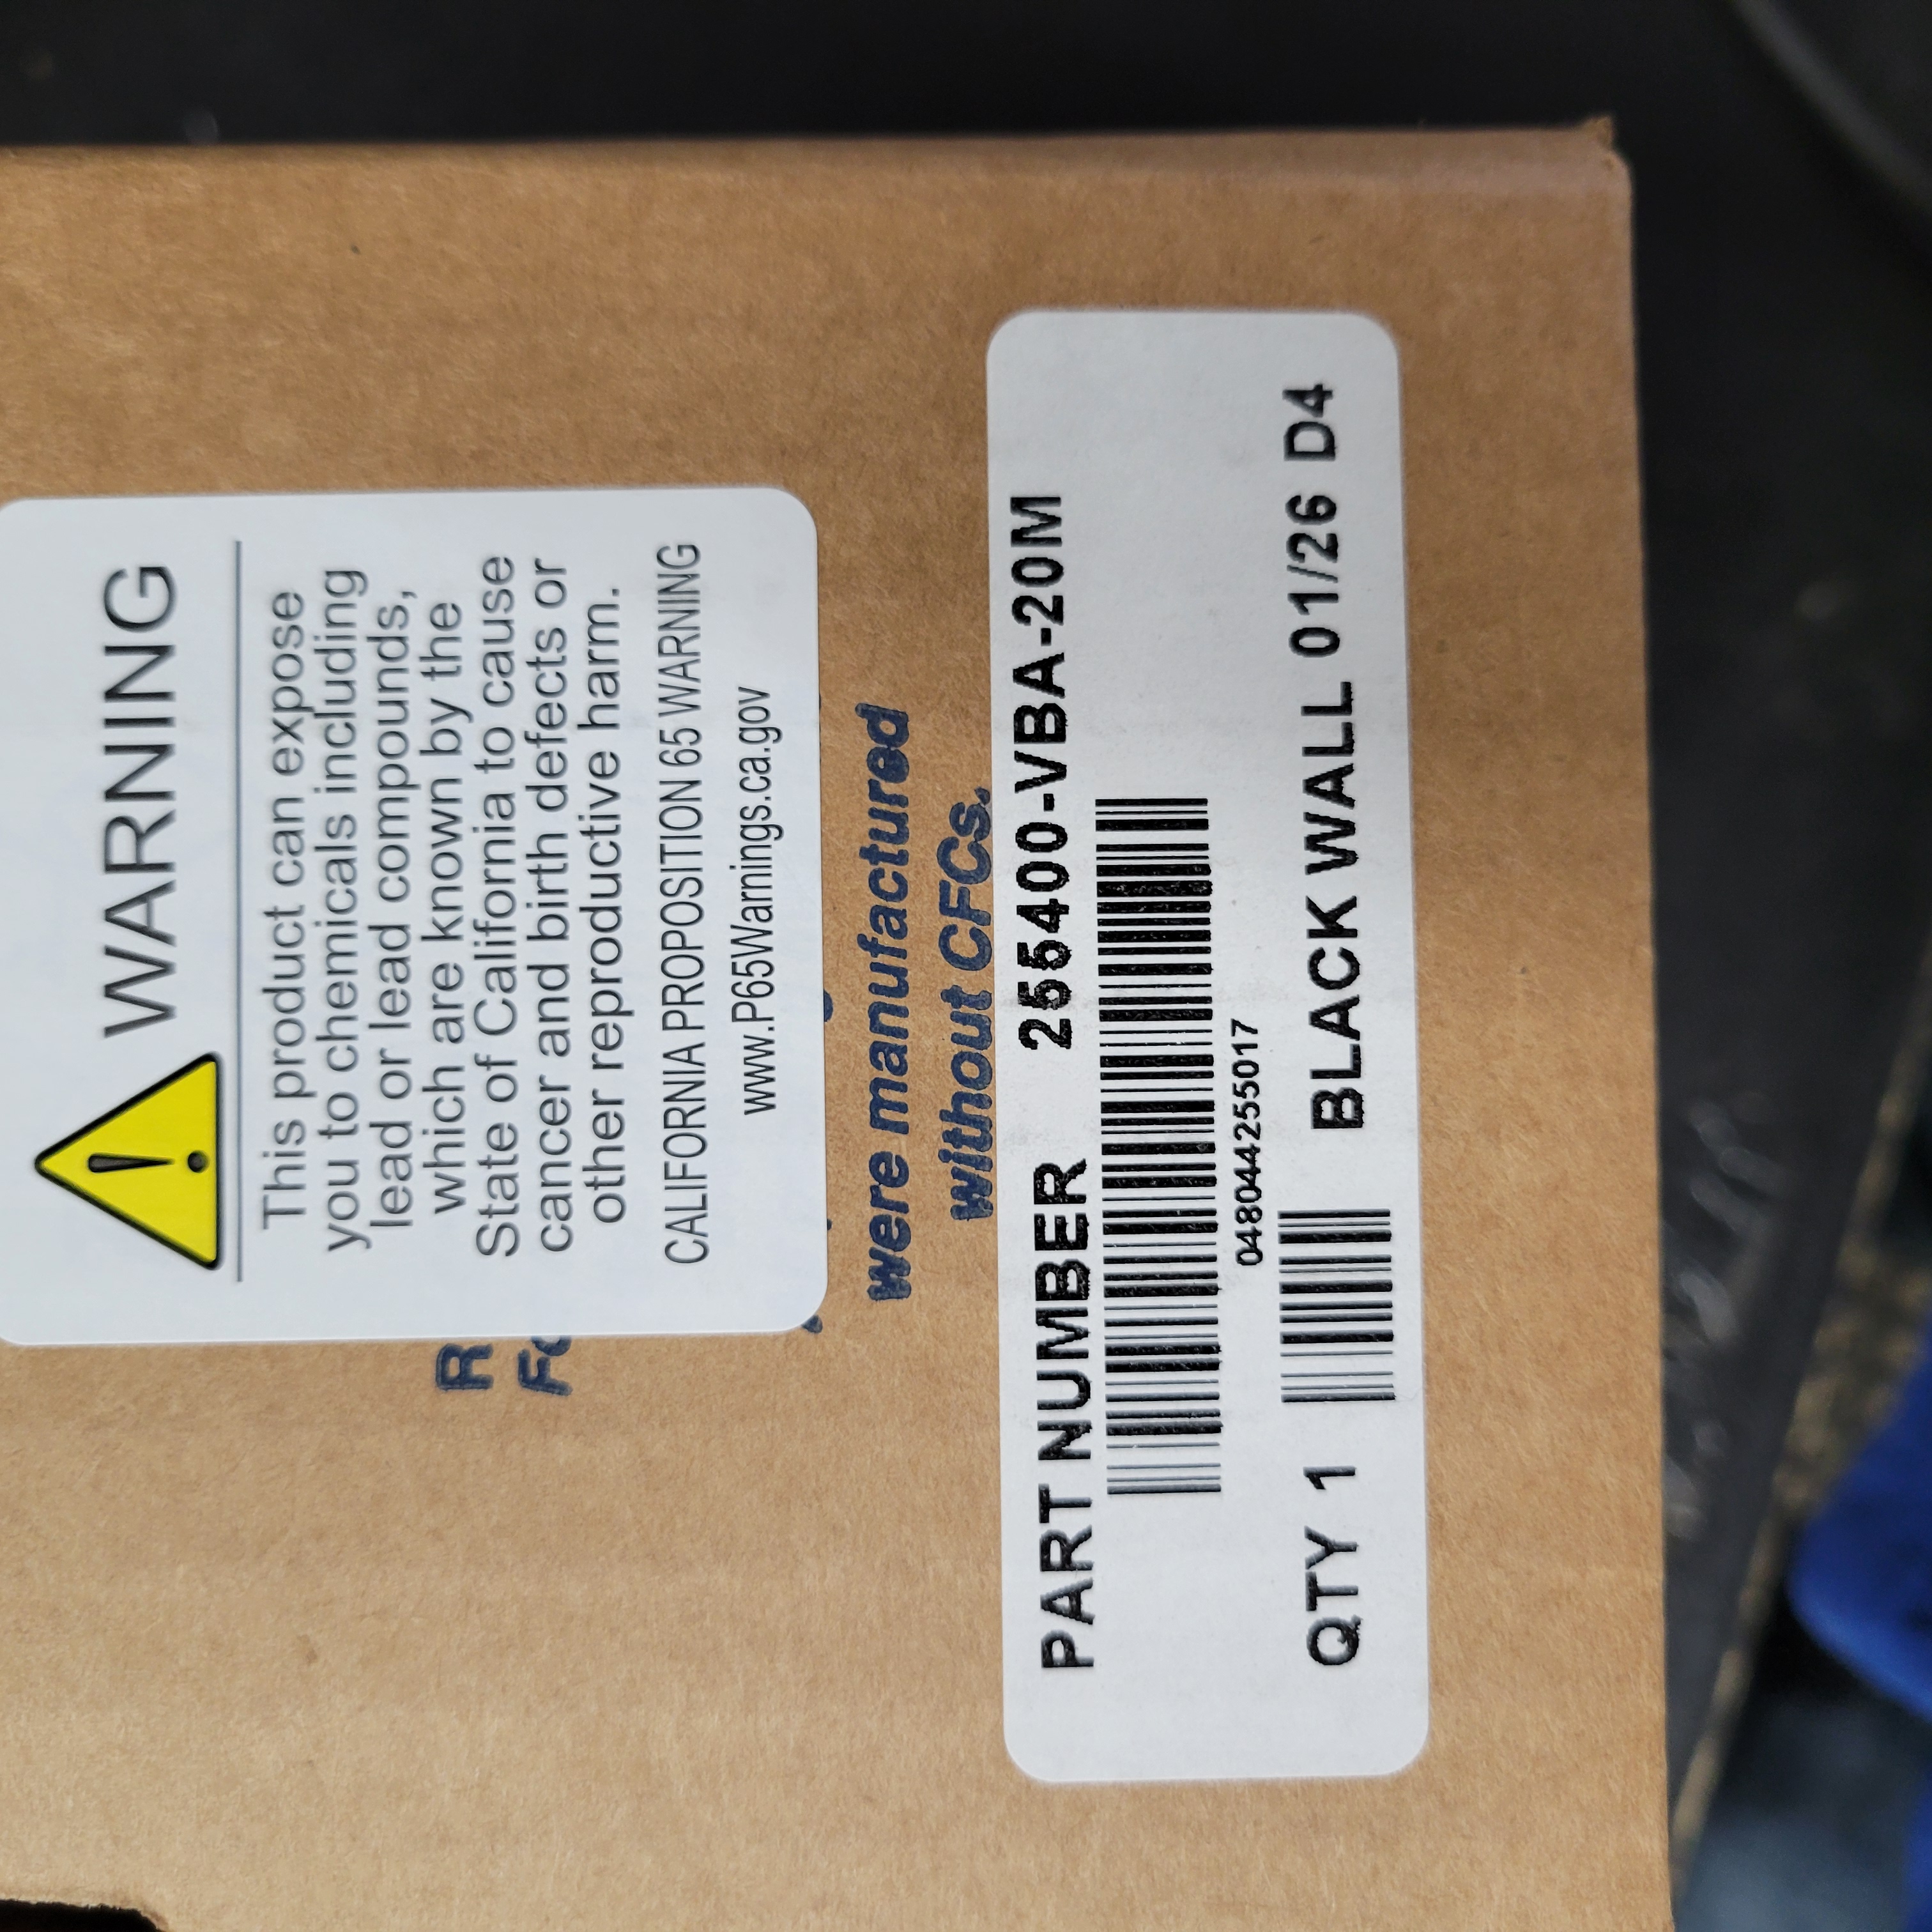 WARNING
This product can expose
you to chemicals including
lead or lead compounds,
which are known by the
State of California to cause
cancer and birth defects or
other reproductive harm.
CALIFORNIA PROPOSITION 65 WARNING
www.P65Warnings.ca.gov
R
were manufactured
without CFCs.
PART NUMBER 255400-VBA-20M
04804425​5017
QTY 1 BLACK WALL 01/26 D4